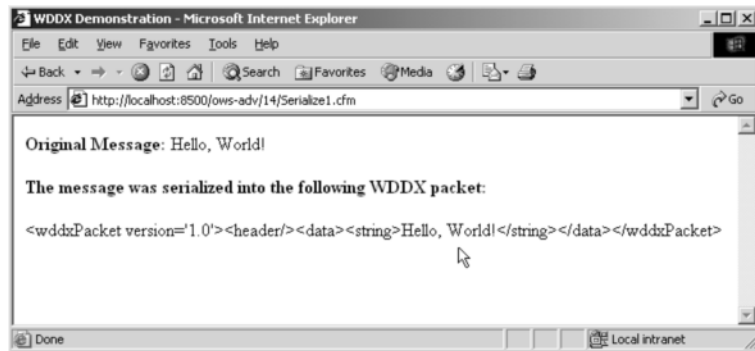 WDDX Demonstration - Microsoft Internet Explorer
File Edit View Favorites Tools Help
Back Search Favorites Media
Address http://localhost:8500/ows-adv/14/Serialize1.cfm Go
Original Message: Hello, World!
The message was serialized into the following WDDX packet:
<wddxPacket version='1.0'><header/><data><string>Hello, World!</string></data></wddxPacket>
Done Local intranet